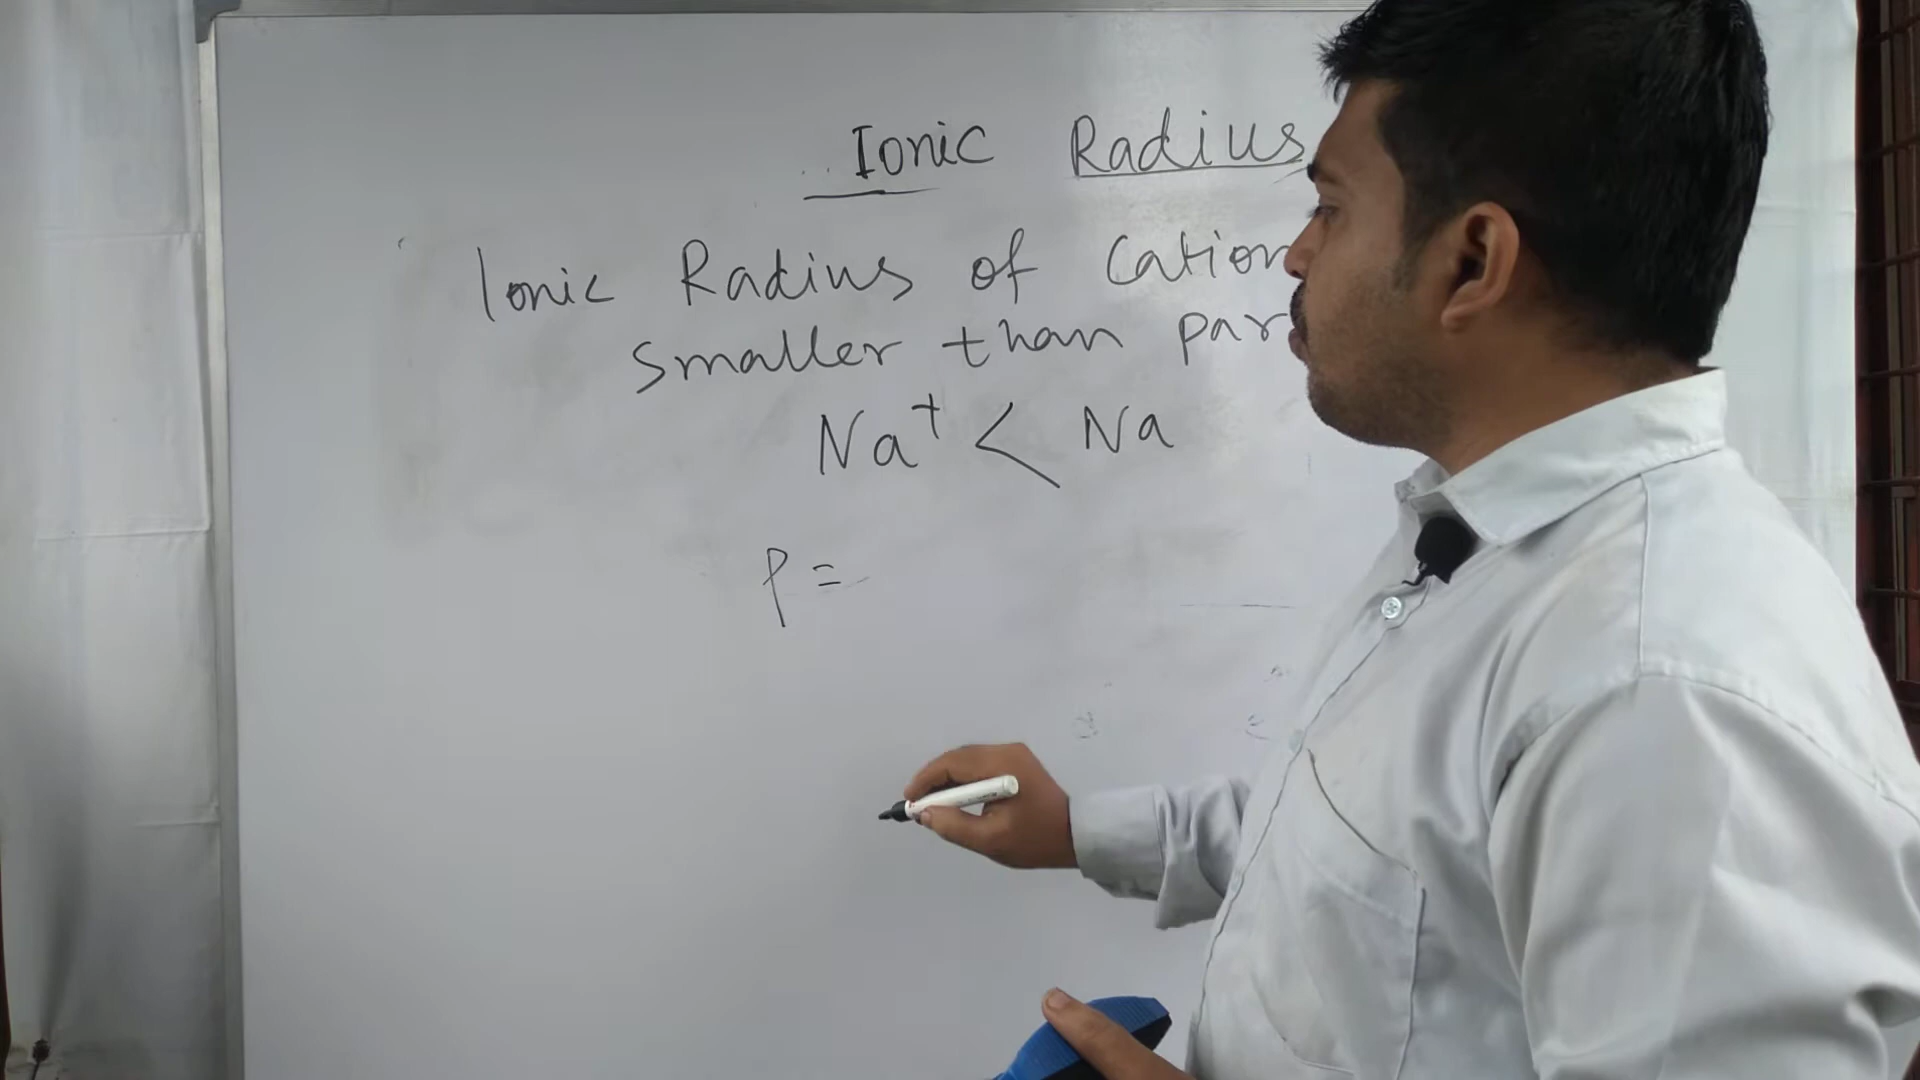 Ionic Radius
Ionic Radius of Cation
smaller than par
Na⁺ < Na
P =